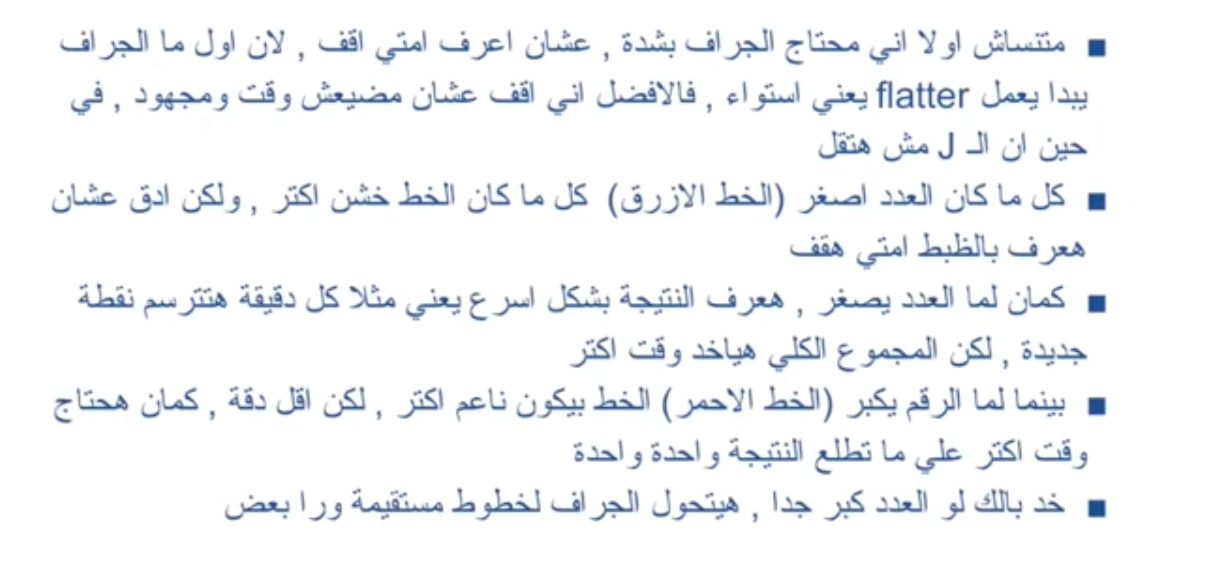 ▪ متنساش اولا اني محتاج الجراف بشدة , عشان اعرف امتي اقف , لان اول ما الجراف
يبدا يعمل flatter يعني استواء , فالافضل اني اقف عشان مضيعش وقت ومجهود , في
حين ان الـ J مش هتقل
▪ كل ما كان العدد اصغر (الخط الازرق) كل ما كان الخط خشن اكتر , ولكن ادق عشان
هعرف بالظبط امتي هقف
▪ كمان لما العدد يصغر , هعرف النتيجة بشكل اسرع يعني مثلا كل دقيقة هتترسم نقطة
جديدة , لكن المجموع الكلي هياخد وقت اكتر
▪ بينما لما الرقم يكبر (الخط الاحمر) الخط بيكون ناعم اكتر , لكن اقل دقة , كمان ههحتاج
وقت اكتر علي ما تطلع النتيجة واحدة واحدة
▪ خد بالك لو العدد كبر جدا , هيتحول الجراف لخطوط مستقيمة ورا بعض